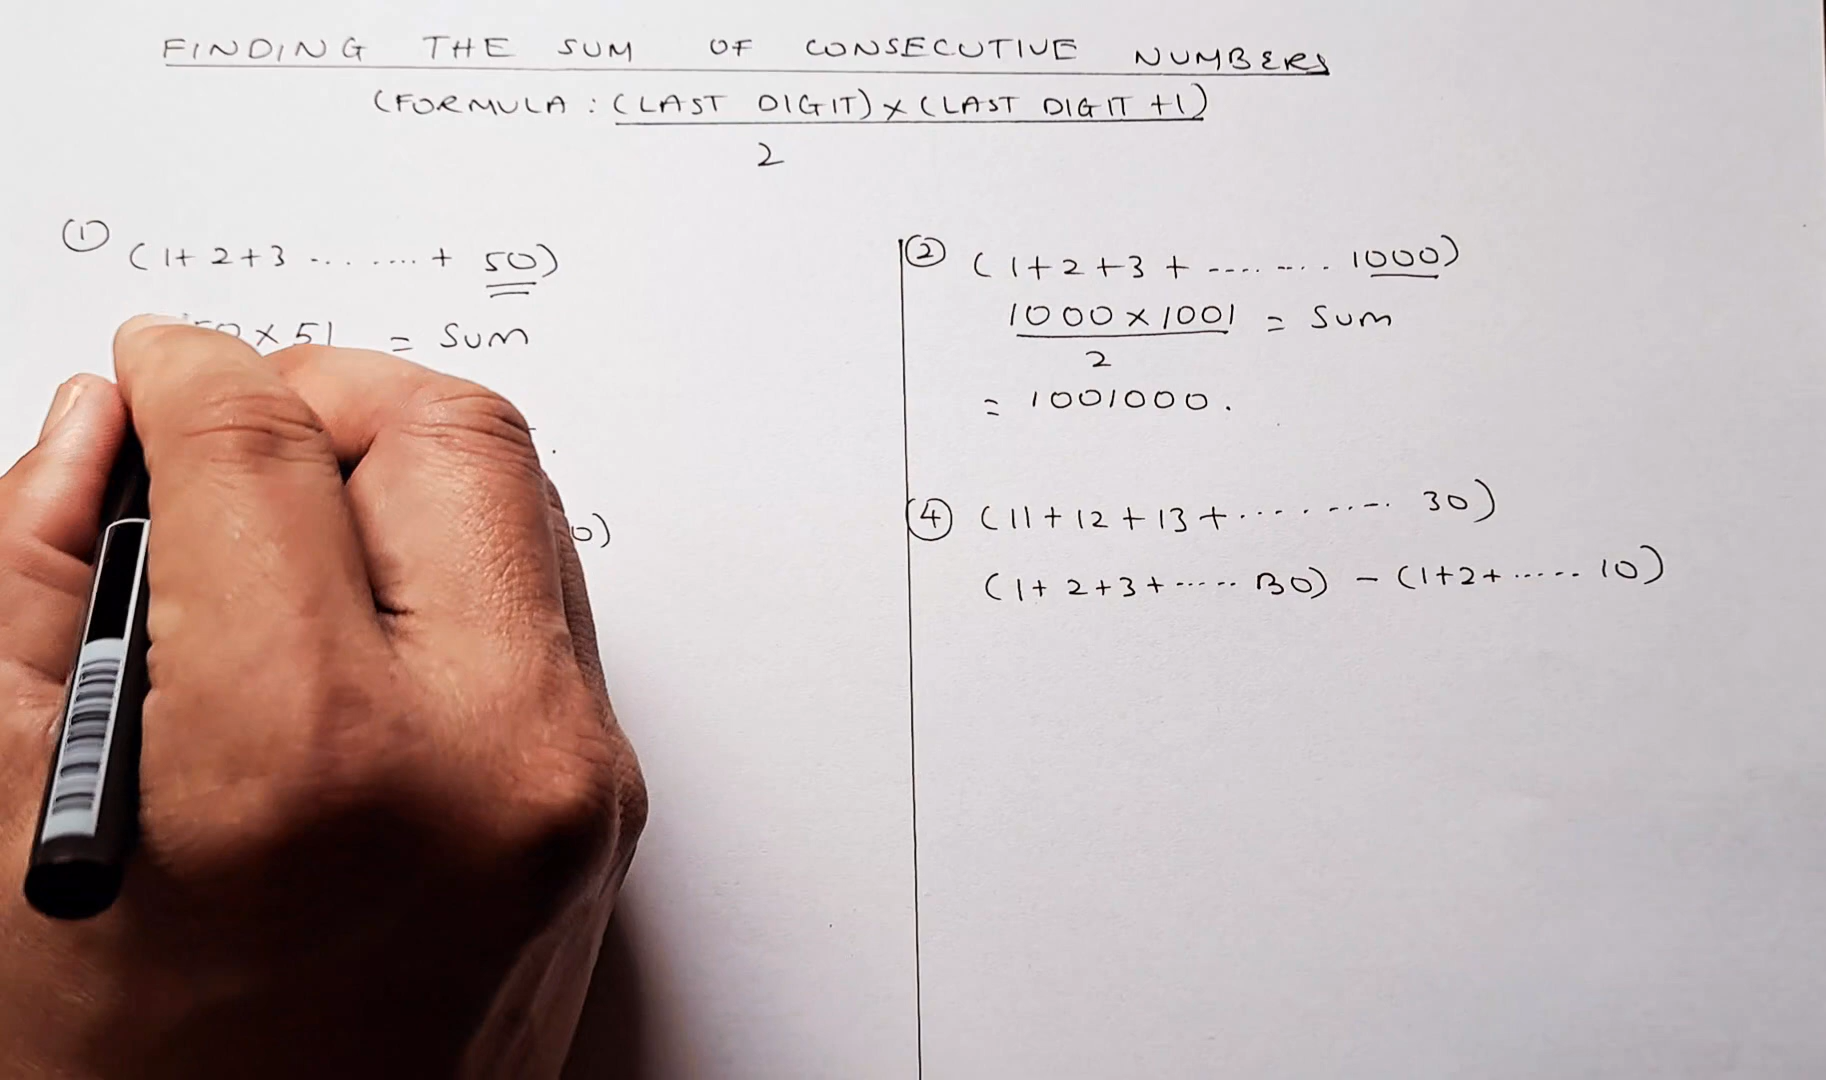 FINDING THE SUM OF CONSECUTIVE NUMBERS
(FORMULA : (LAST DIGIT) × (LAST DIGIT +1)
2
① (1+ 2+3 ........ + 50)
50 × 51 = SUM
0)
② (1+2+3 + ........ 1000)
1000 × 1001 = SUM
2
= 1001000.
④ (11+12+13+ ......... 30)
(1+ 2+3+ ...... 30) - (1+2+ ...... 10)